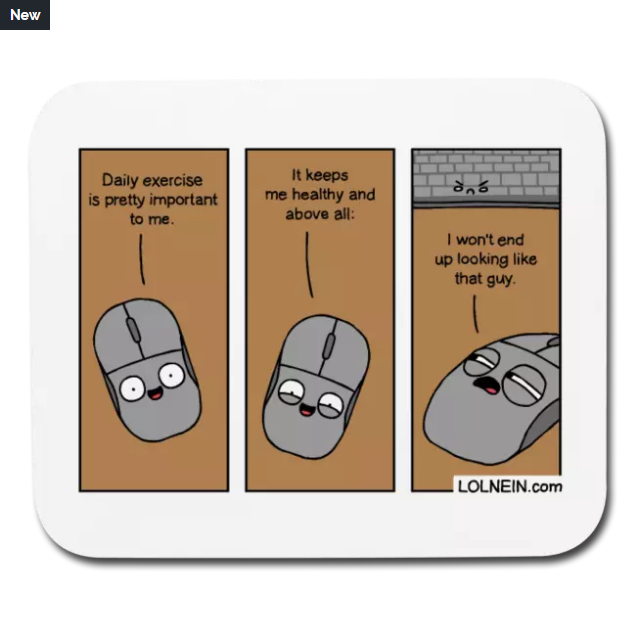 New
Daily exercise
is pretty important
to me.
It keeps
me healthy and
above all:
I won't end
up looking like
that guy.
LOLNEIN.com